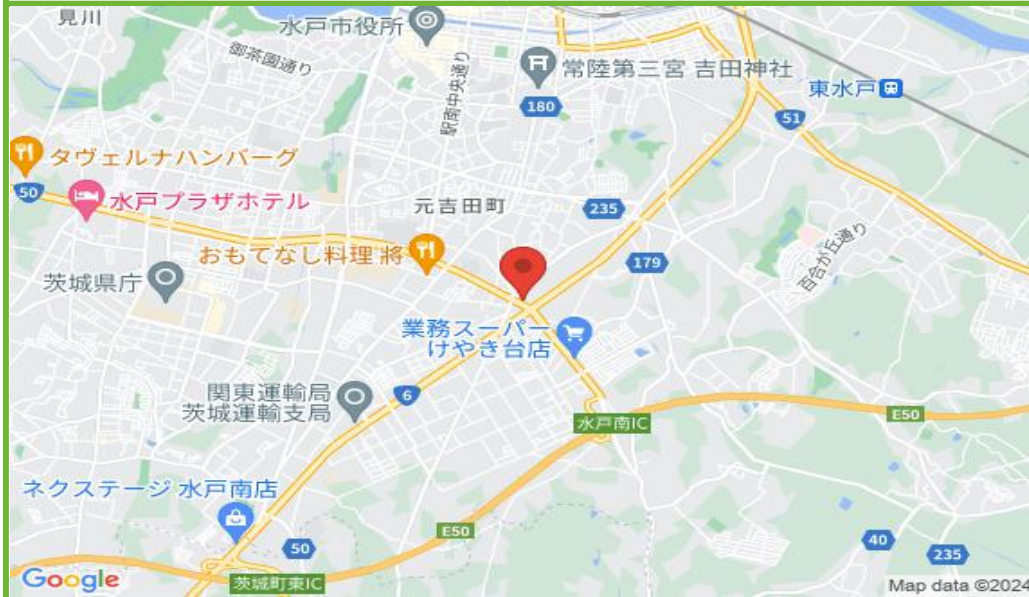 見川
水戸市役所
御茶園通り
駅南中央通り
常陸第三宮 吉田神社
180
東水戸
51
タヴェルナハンバーグ
50
水戸プラザホテル
元吉田町
235
おもてなし料理 將
179
百合が丘通り
茨城県庁
業務スーパー
けやき台店
関東運輸局
茨城運輸支局
6
水戸南IC
E50
ネクステージ 水戸南店
E50
50
40
235
茨城町東IC
Google
Map data ©2024